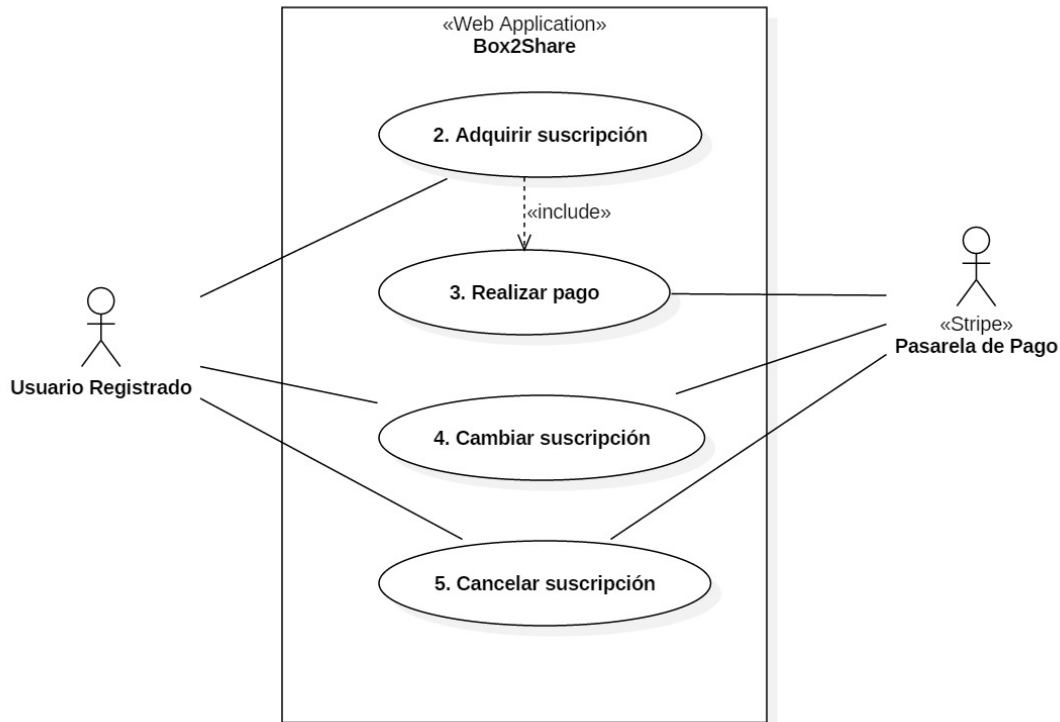 «Web Application»
Box2Share
2. Adquirir suscripción
«include»
3. Realizar pago
«Stripe»
Pasarela de Pago
Usuario Registrado
4. Cambiar suscripción
5. Cancelar suscripción